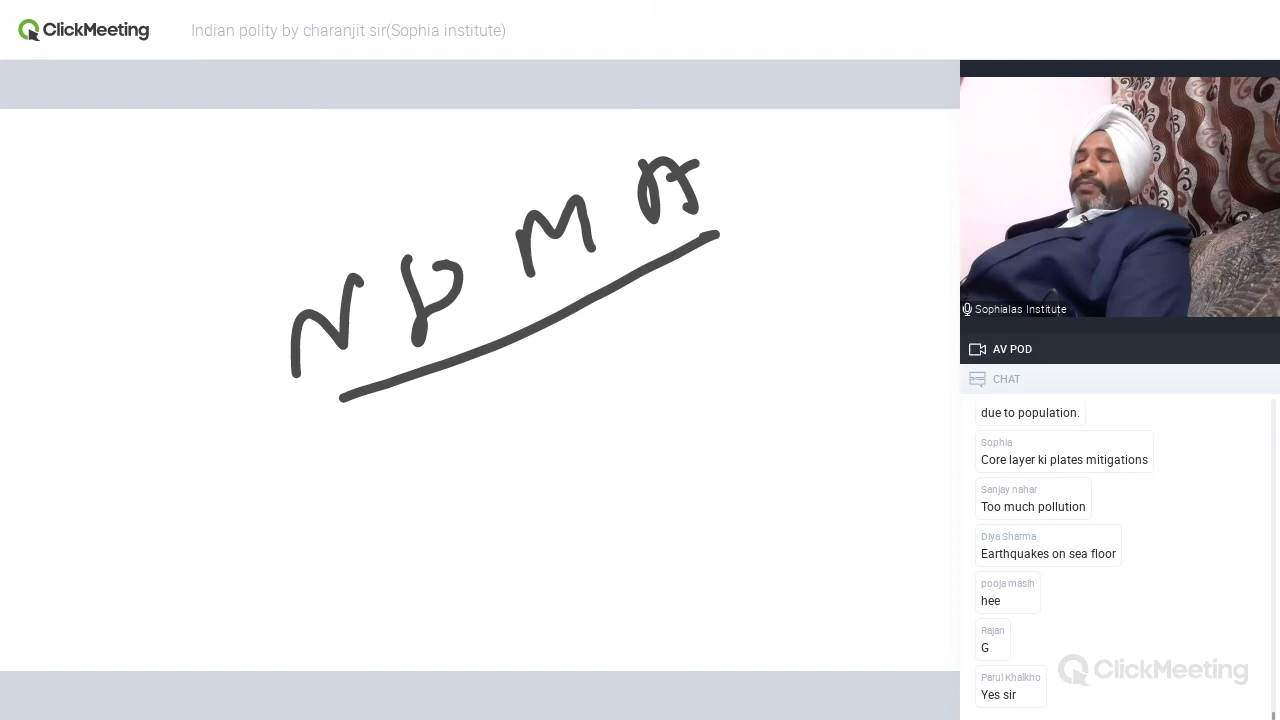 ClickMeeting
Indian polity by charanjit sir(Sophia institute)
N D M A
SophiaIas Institute
AV POD
CHAT
due to population.
Sophia
Core layer ki plates mitigations
Sanjay nahar
Too much pollution
Diya Sharma
Earthquakes on sea floor
pooja masih
hee
Rajan
G
Parul Khalkho
Yes sir
ClickMeeting